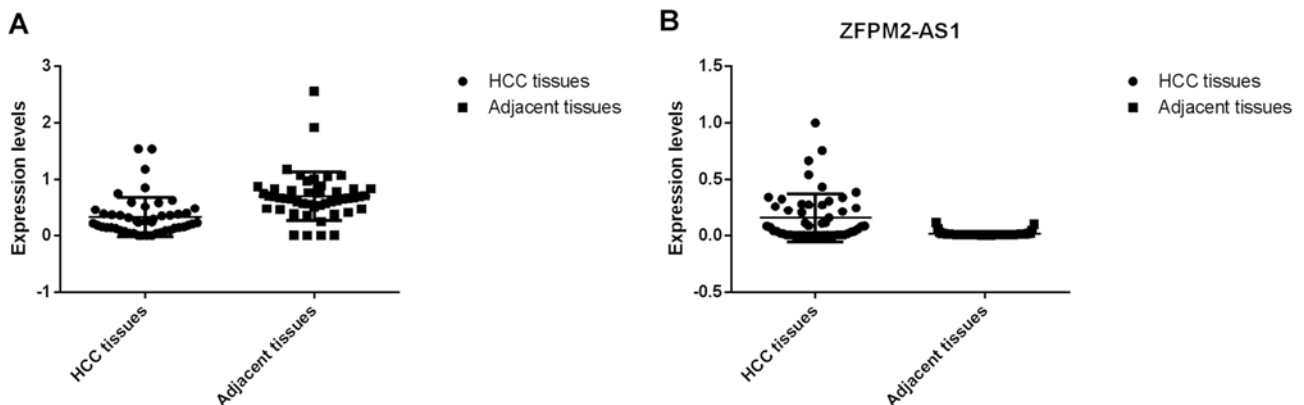 A
Expression levels
3
2
1
0
-1
HCC tissues
Adjacent tissues
HCC tissues
Adjacent tissues
B
ZFPM2-AS1
Expression levels
1.5
1.0
0.5
0.0
-0.5
HCC tissues
Adjacent tissues
HCC tissues
Adjacent tissues